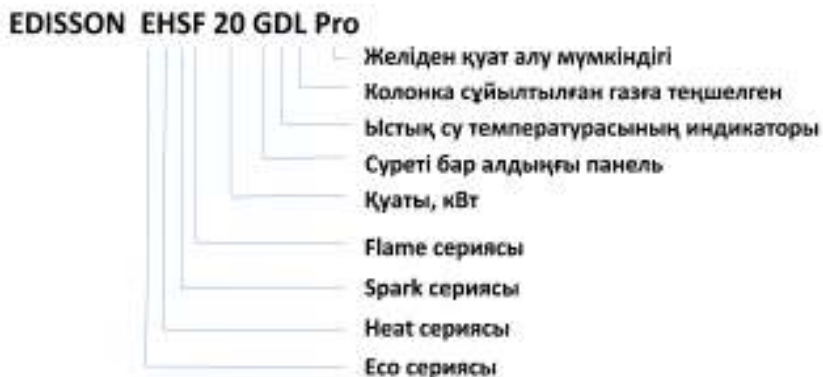 EDISSON EHSF 20 GDL Pro
Желіден қуат алу мүмкіндігі
Колонка сұйылтылған газға теңшелген
Ыстық су температурасының индикаторы
Суреті бар алдыңғы панель
Қуаты, кВт
Flame сериясы
Spark сериясы
Heat сериясы
Eco сериясы